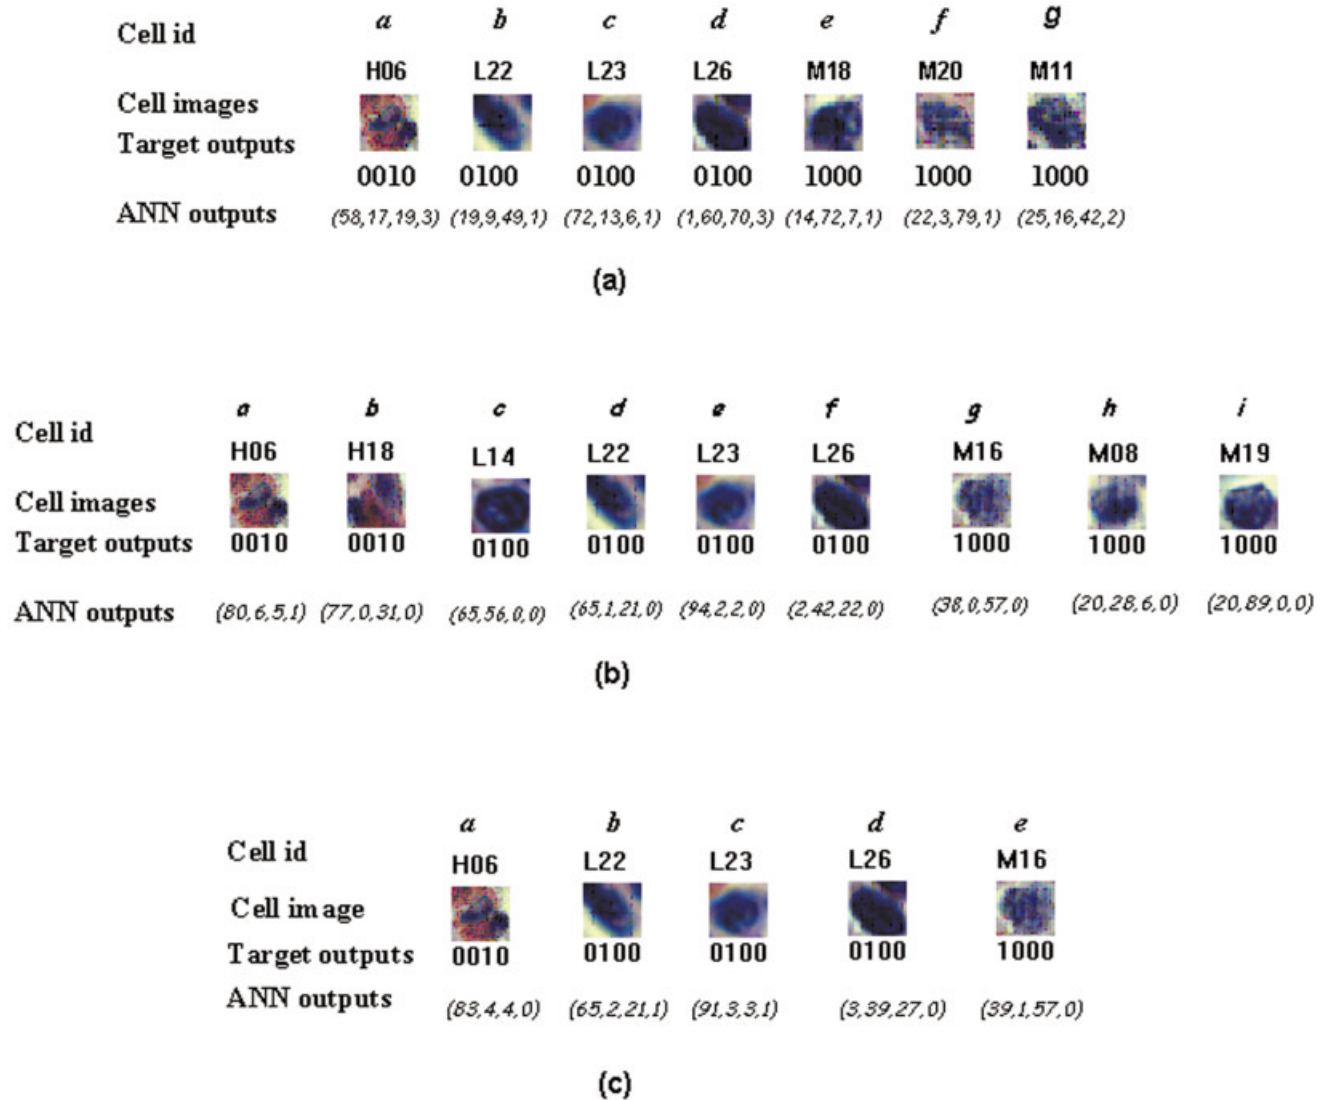 Cell id a b c d e f g
H06 L22 L23 L26 M18 M20 M11
Cell images
Target outputs
0010 0100 0100 0100 1000 1000 1000
ANN outputs (58,17,19,3) (19,9,49,1) (72,13,6,1) (1,60,70,3) (14,72,7,1) (22,3,79,1) (25,16,42,2)
(a)
a b c d e f g h i
Cell id
H06 H18 L14 L22 L23 L26 M16 M08 M19
Cell images
Target outputs 0010 0010 0100 0100 0100 0100 1000 1000 1000
ANN outputs (80,6,5,1) (77,0,31,0) (65,56,0,0) (65,1,21,0) (94,2,2,0) (2,42,22,0) (38,0,57,0) (20,28,6,0) (20,89,0,0)
(b)
a b c d e
Cell id
H06 L22 L23 L26 M16
Cell image
Target outputs 0010 0100 0100 0100 1000
ANN outputs (83,4,4,0) (65,2,21,1) (91,3,3,1) (3,39,27,0) (39,1,57,0)
(c)